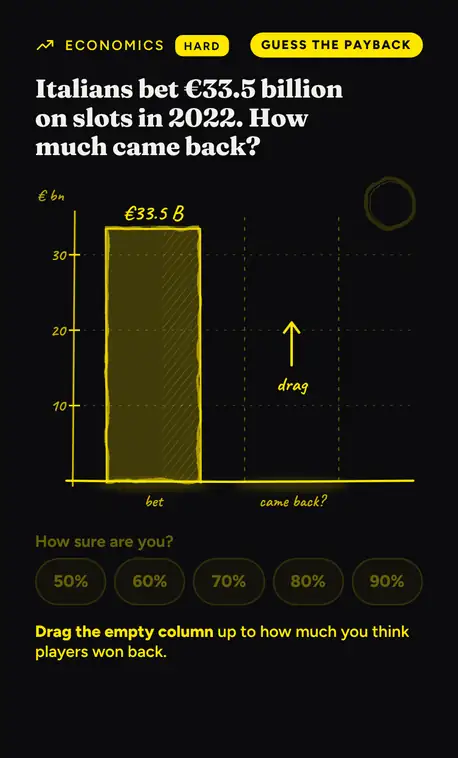 ECONOMICS HARD GUESS THE PAYBACK
Italians bet €33.5 billion
on slots in 2022. How
much came back?
€ bn
€33.5 B
30
20
10
drag
bet
came back?
How sure are you?
50% 60% 70% 80% 90%
Drag the empty column up to how much you think
players won back.